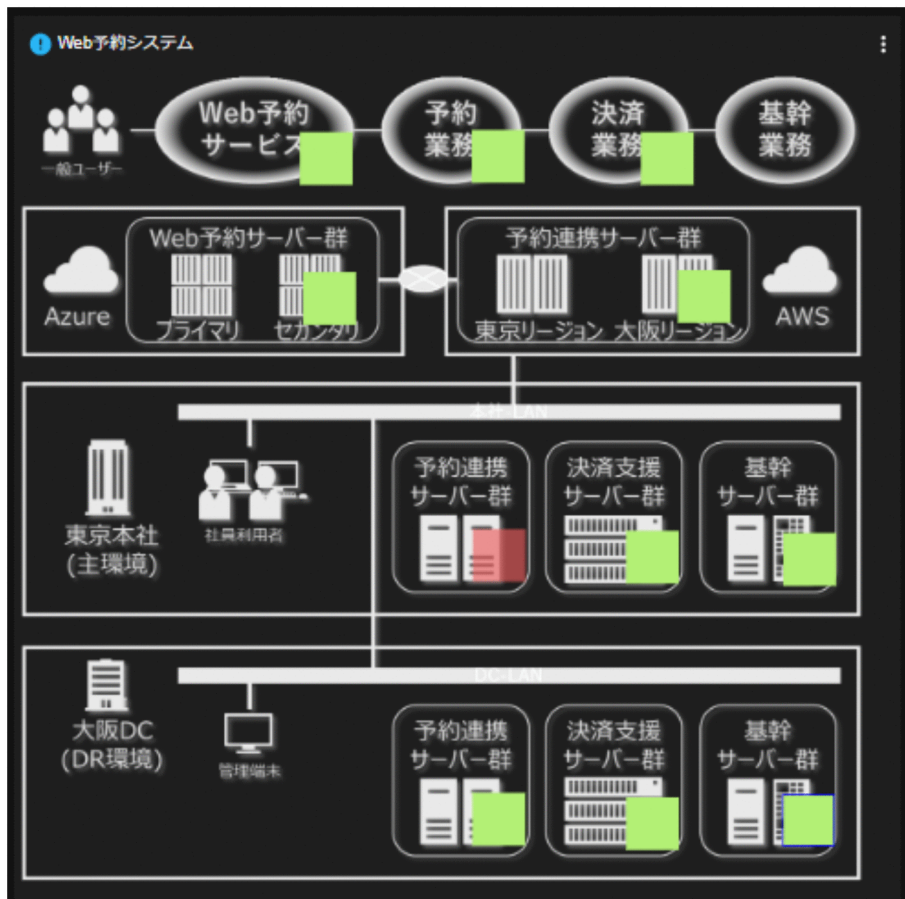 Web予約システム
Web予約
サービス
予約
業務
決済
業務
基幹
業務
一般ユーザー
Web予約サーバー群
プライマリ
セカンダリ
Azure
予約連携サーバー群
東京リージョン
大阪リージョン
AWS
本社-LAN
東京本社
(主環境)
社員利用者
予約連携
サーバー群
決済支援
サーバー群
基幹
サーバー群
DC-LAN
大阪DC
(DR環境)
管理端末
予約連携
サーバー群
決済支援
サーバー群
基幹
サーバー群